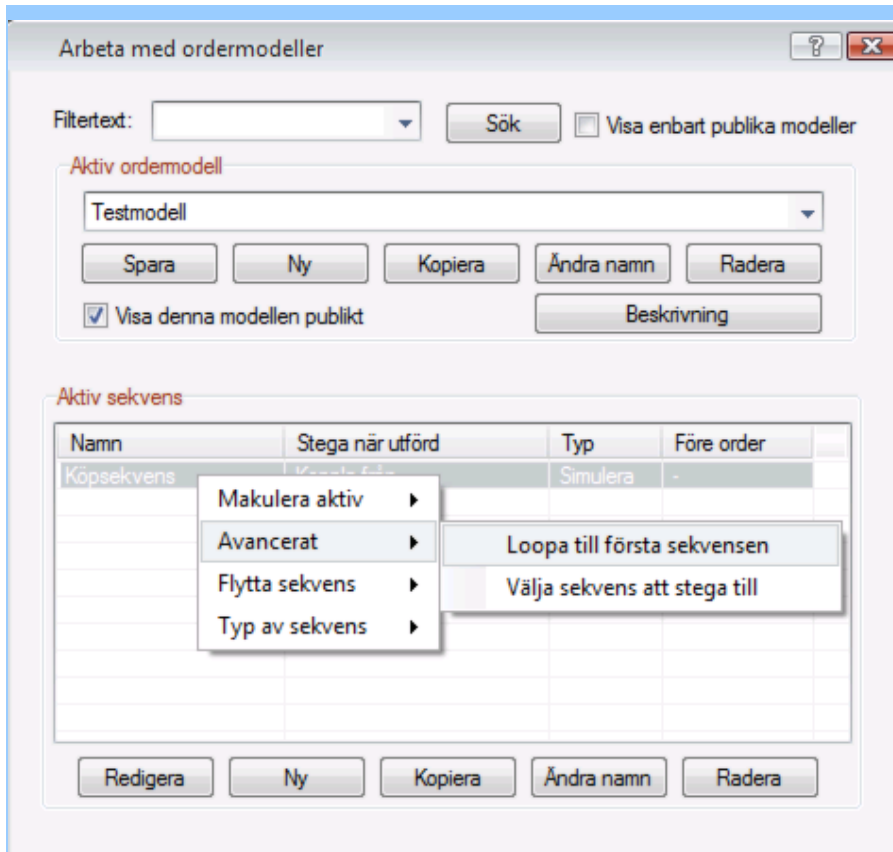 Arbeta med ordermodeller
Filtertext: Sök Visa enbart publika modeller
Aktiv ordermodell
Testmodell
Spara Ny Kopiera Ändra namn Radera
Visa denna modellen publikt Beskrivning
Aktiv sekvens
Namn Stega när utförd Typ Före order
Köpsekvens Simulera -
Makulera aktiv
Avancerat Loopa till första sekvensen
Flytta sekvens Välja sekvens att stega till
Typ av sekvens
Redigera Ny Kopiera Ändra namn Radera